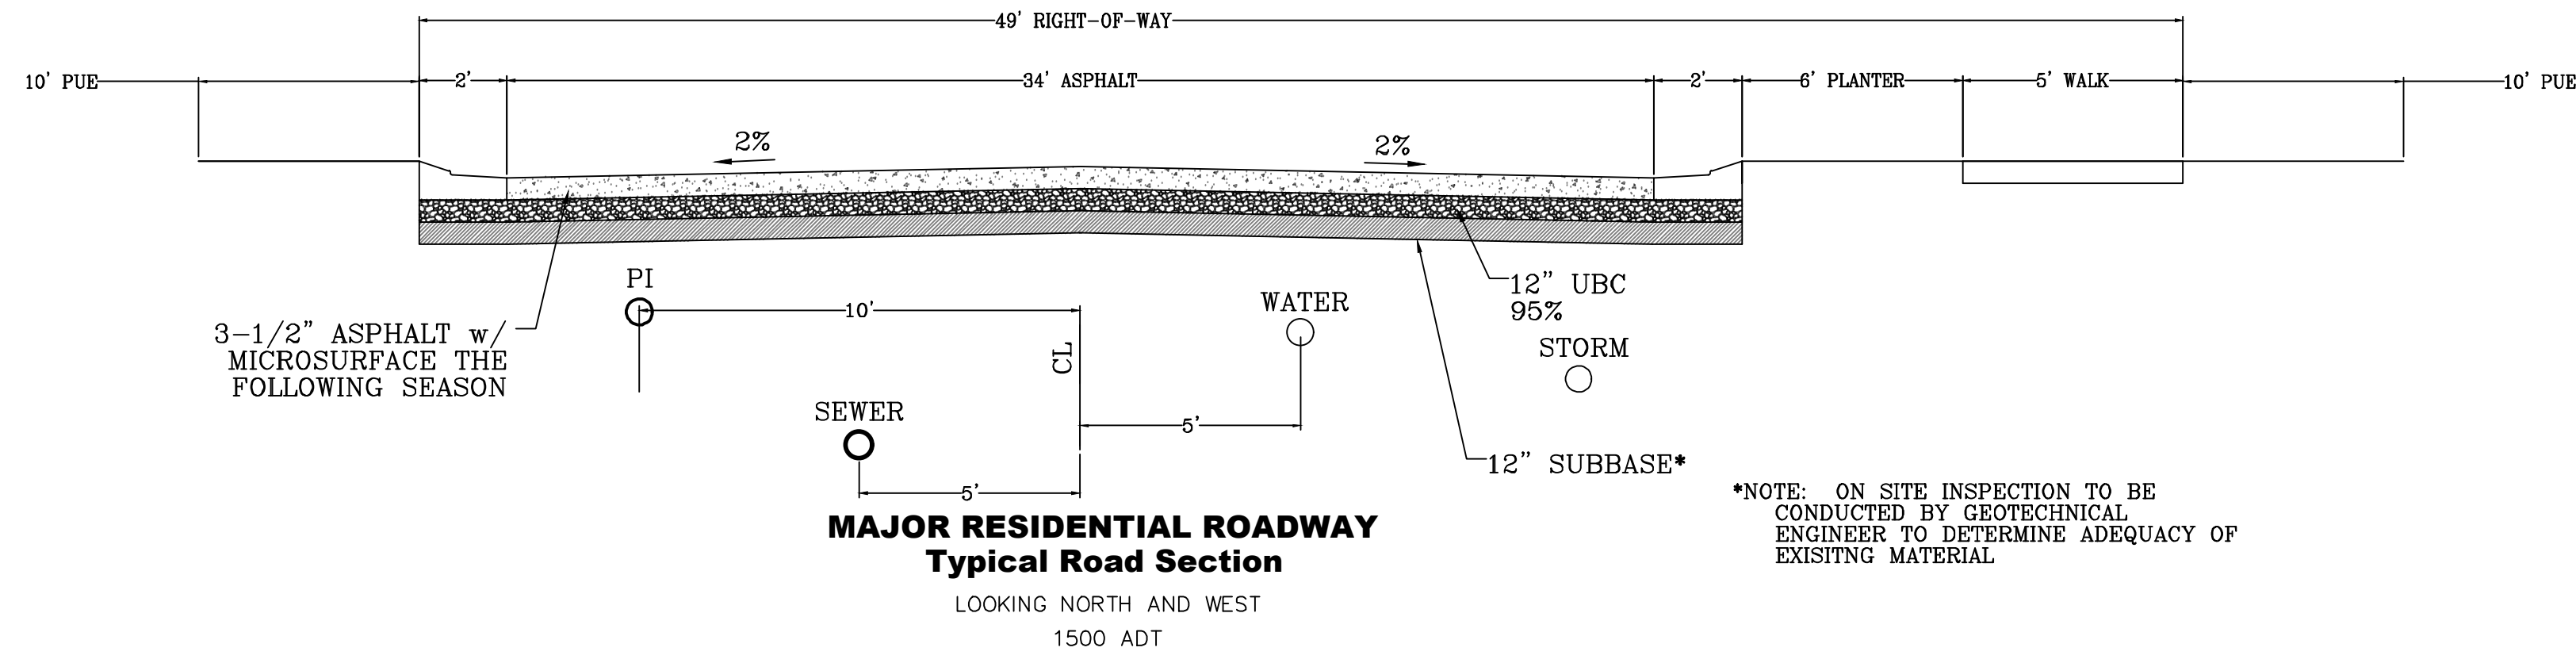 49' RIGHT-OF-WAY
10' PUE
2'
34' ASPHALT
2'
6' PLANTER
5' WALK
10' PUE
2%
2%
PI
10'
CL
WATER
5'
12" UBC
95%
STORM
3-1/2" ASPHALT w/
MICROSURFACE THE
FOLLOWING SEASON
SEWER
5'
12" SUBBASE*
*NOTE: ON SITE INSPECTION TO BE
CONDUCTED BY GEOTECHNICAL
ENGINEER TO DETERMINE ADEQUACY OF
EXISITNG MATERIAL
MAJOR RESIDENTIAL ROADWAY
Typical Road Section
LOOKING NORTH AND WEST
1500 ADT